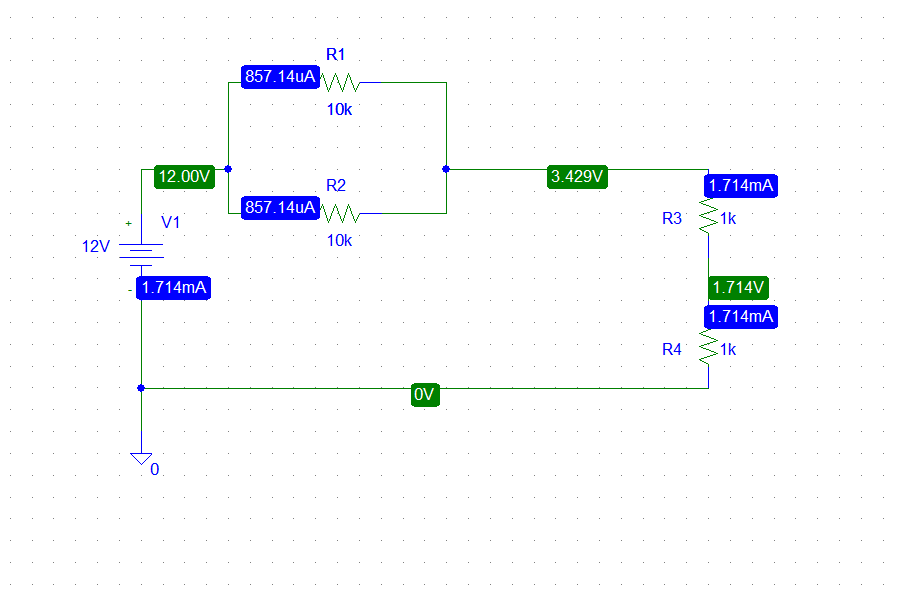 R1
857.14uA
10k
12.00V
3.429V
R2
1.714mA
857.14uA
+
V1
R3
1k
10k
12V
-
1.714mA
1.714V
1.714mA
R4
1k
0V
0